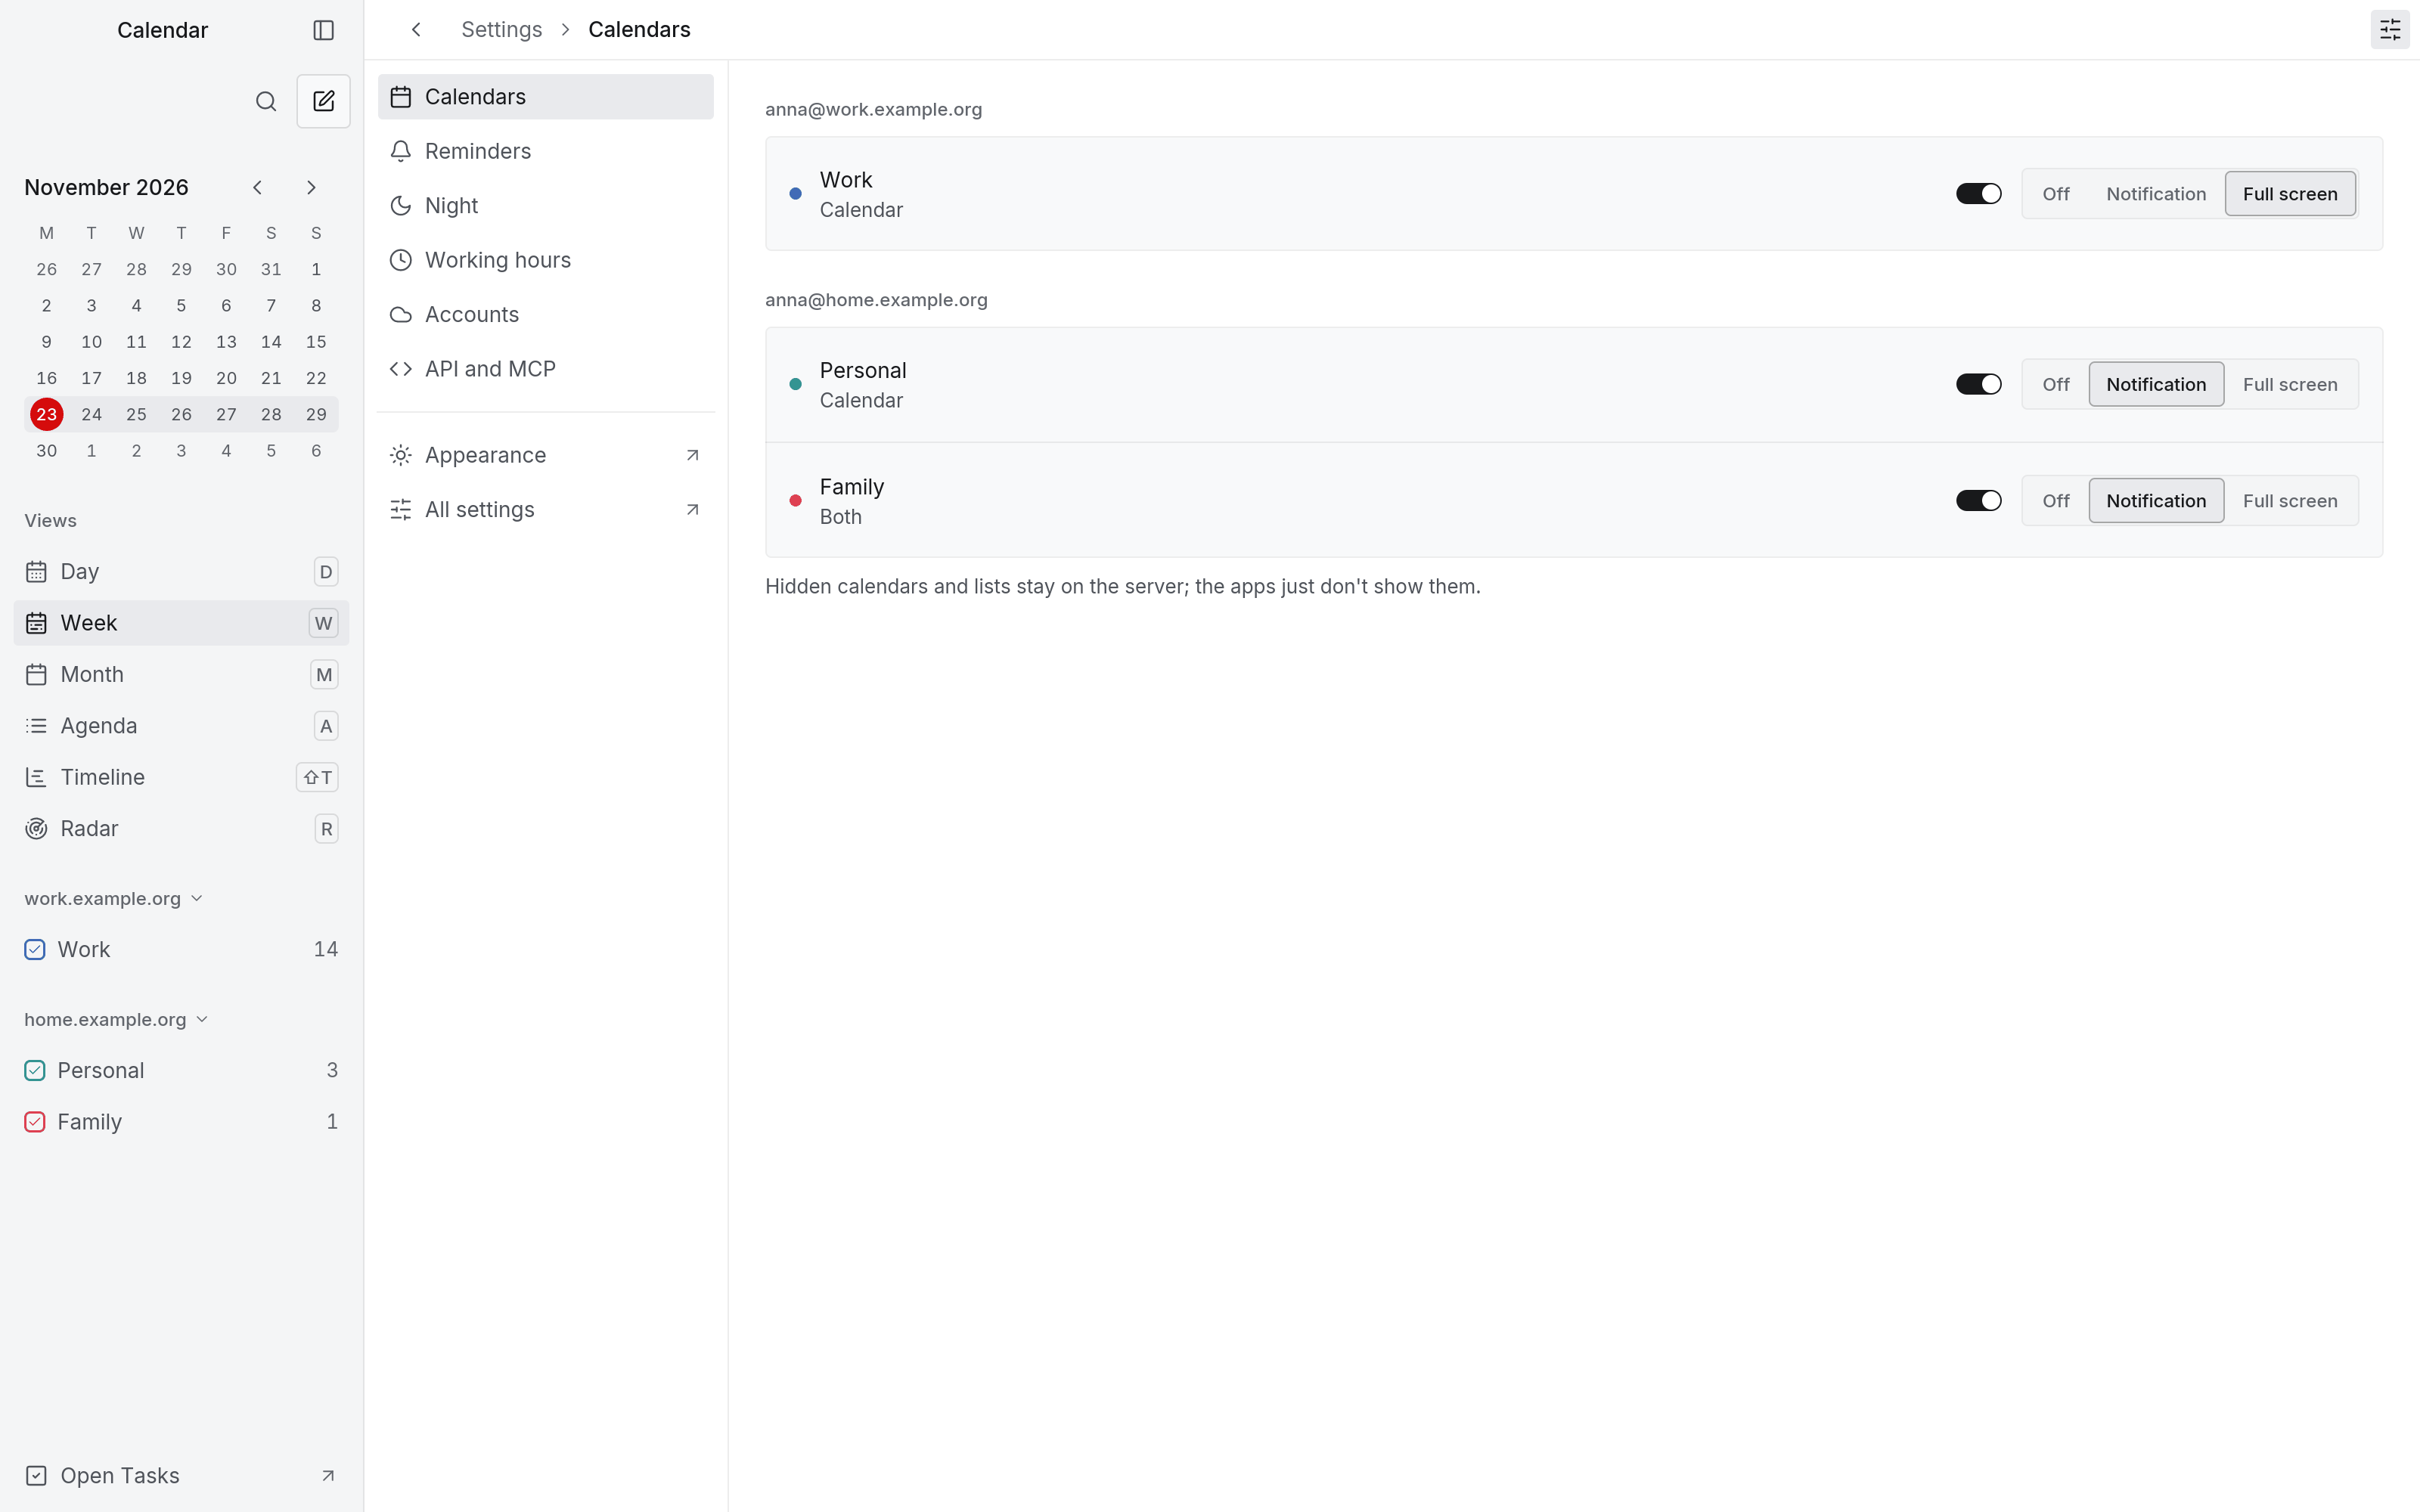 Calendar
November 2026
M T W T F S S
26 27 28 29 30 31 1
2 3 4 5 6 7 8
9 10 11 12 13 14 15
16 17 18 19 20 21 22
23 24 25 26 27 28 29
30 1 2 3 4 5 6
Views
Day D
Week W
Month M
Agenda A
Timeline ⇧T
Radar R
work.example.org
Work 14
home.example.org
Personal 3
Family 1
Open Tasks
Settings > Calendars
Calendars
Reminders
Night
Working hours
Accounts
API and MCP
Appearance
All settings
anna@work.example.org
Work
Calendar
Off Notification Full screen
anna@home.example.org
Personal
Calendar
Off Notification Full screen
Family
Both
Off Notification Full screen
Hidden calendars and lists stay on the server; the apps just don't show them.